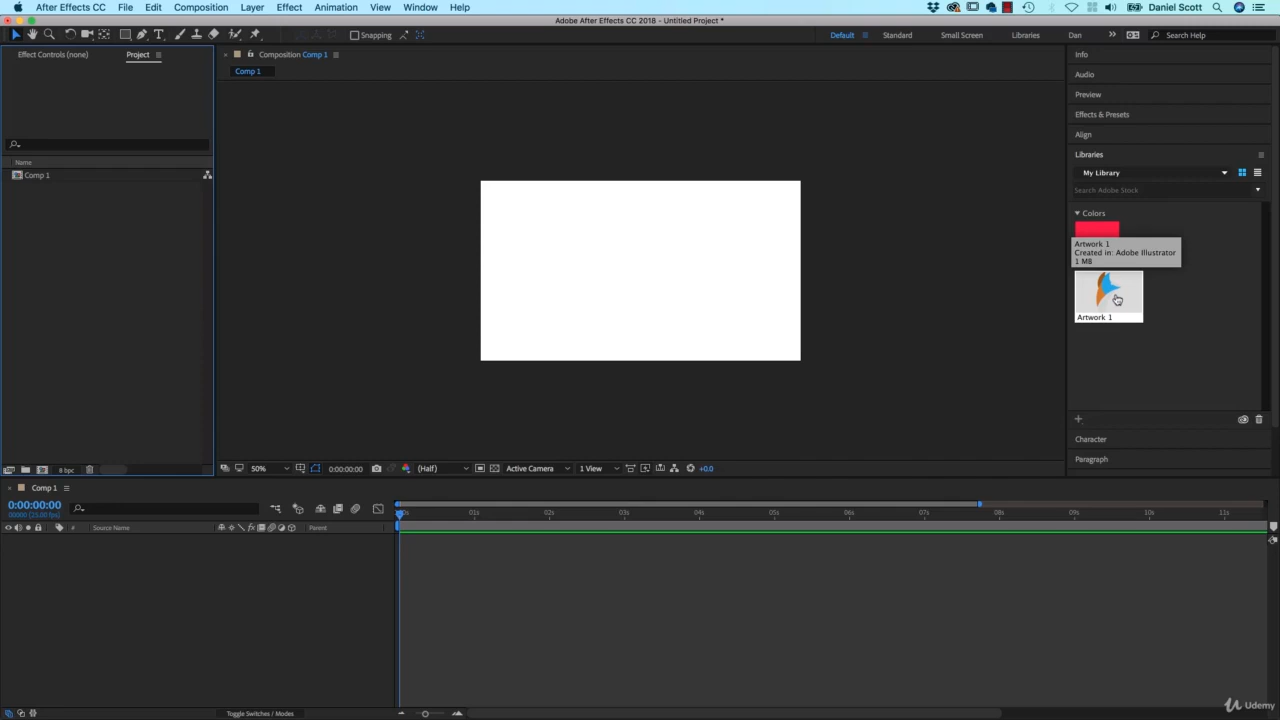 After Effects CC File Edit Composition Layer Effect Animation View Window Help Daniel Scott
Adobe After Effects CC 2018 - Untitled Project *
Snapping Default Standard Small Screen Libraries Dan >> Search Help
Effect Controls (none) Project Composition Comp 1 Info
Comp 1 Audio
Preview
Effects & Presets
Align
Libraries
My Library
Search Adobe Stock
Name
Comp 1
Colors
Artwork 1
Created in: Adobe Illustrator
1 MB
Artwork 1
Character
Paragraph
8 bpc 50% 0:00:00:00 (Half) Active Camera 1 View +0.0
Comp 1
0:00:00:00
00000 (25.00 fps)
01s 02s 03s 04s 05s 06s 07s 08s 09s 10s 11s
# Source Name Parent
Toggle Switches / Modes
Udemy